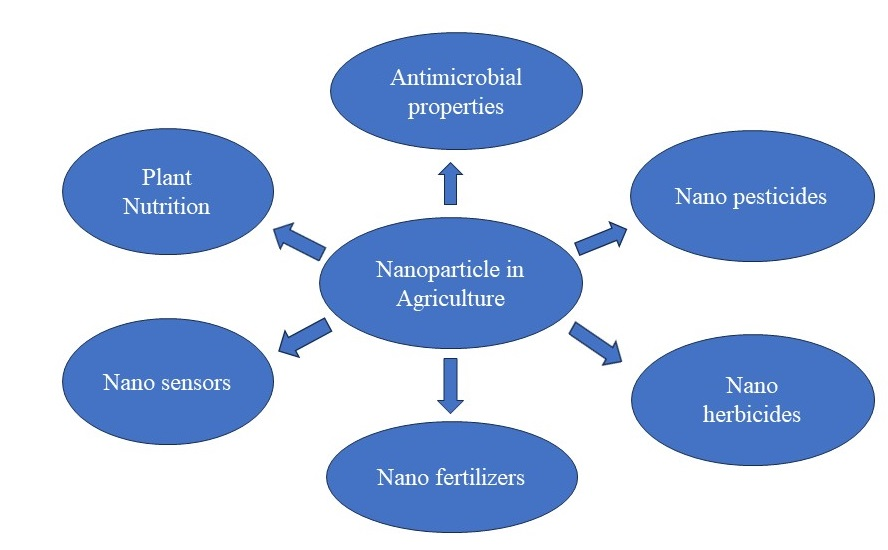 Antimicrobial
properties
Plant
Nutrition
Nano pesticides
Nanoparticle in
Agriculture
Nano sensors
Nano
herbicides
Nano fertilizers